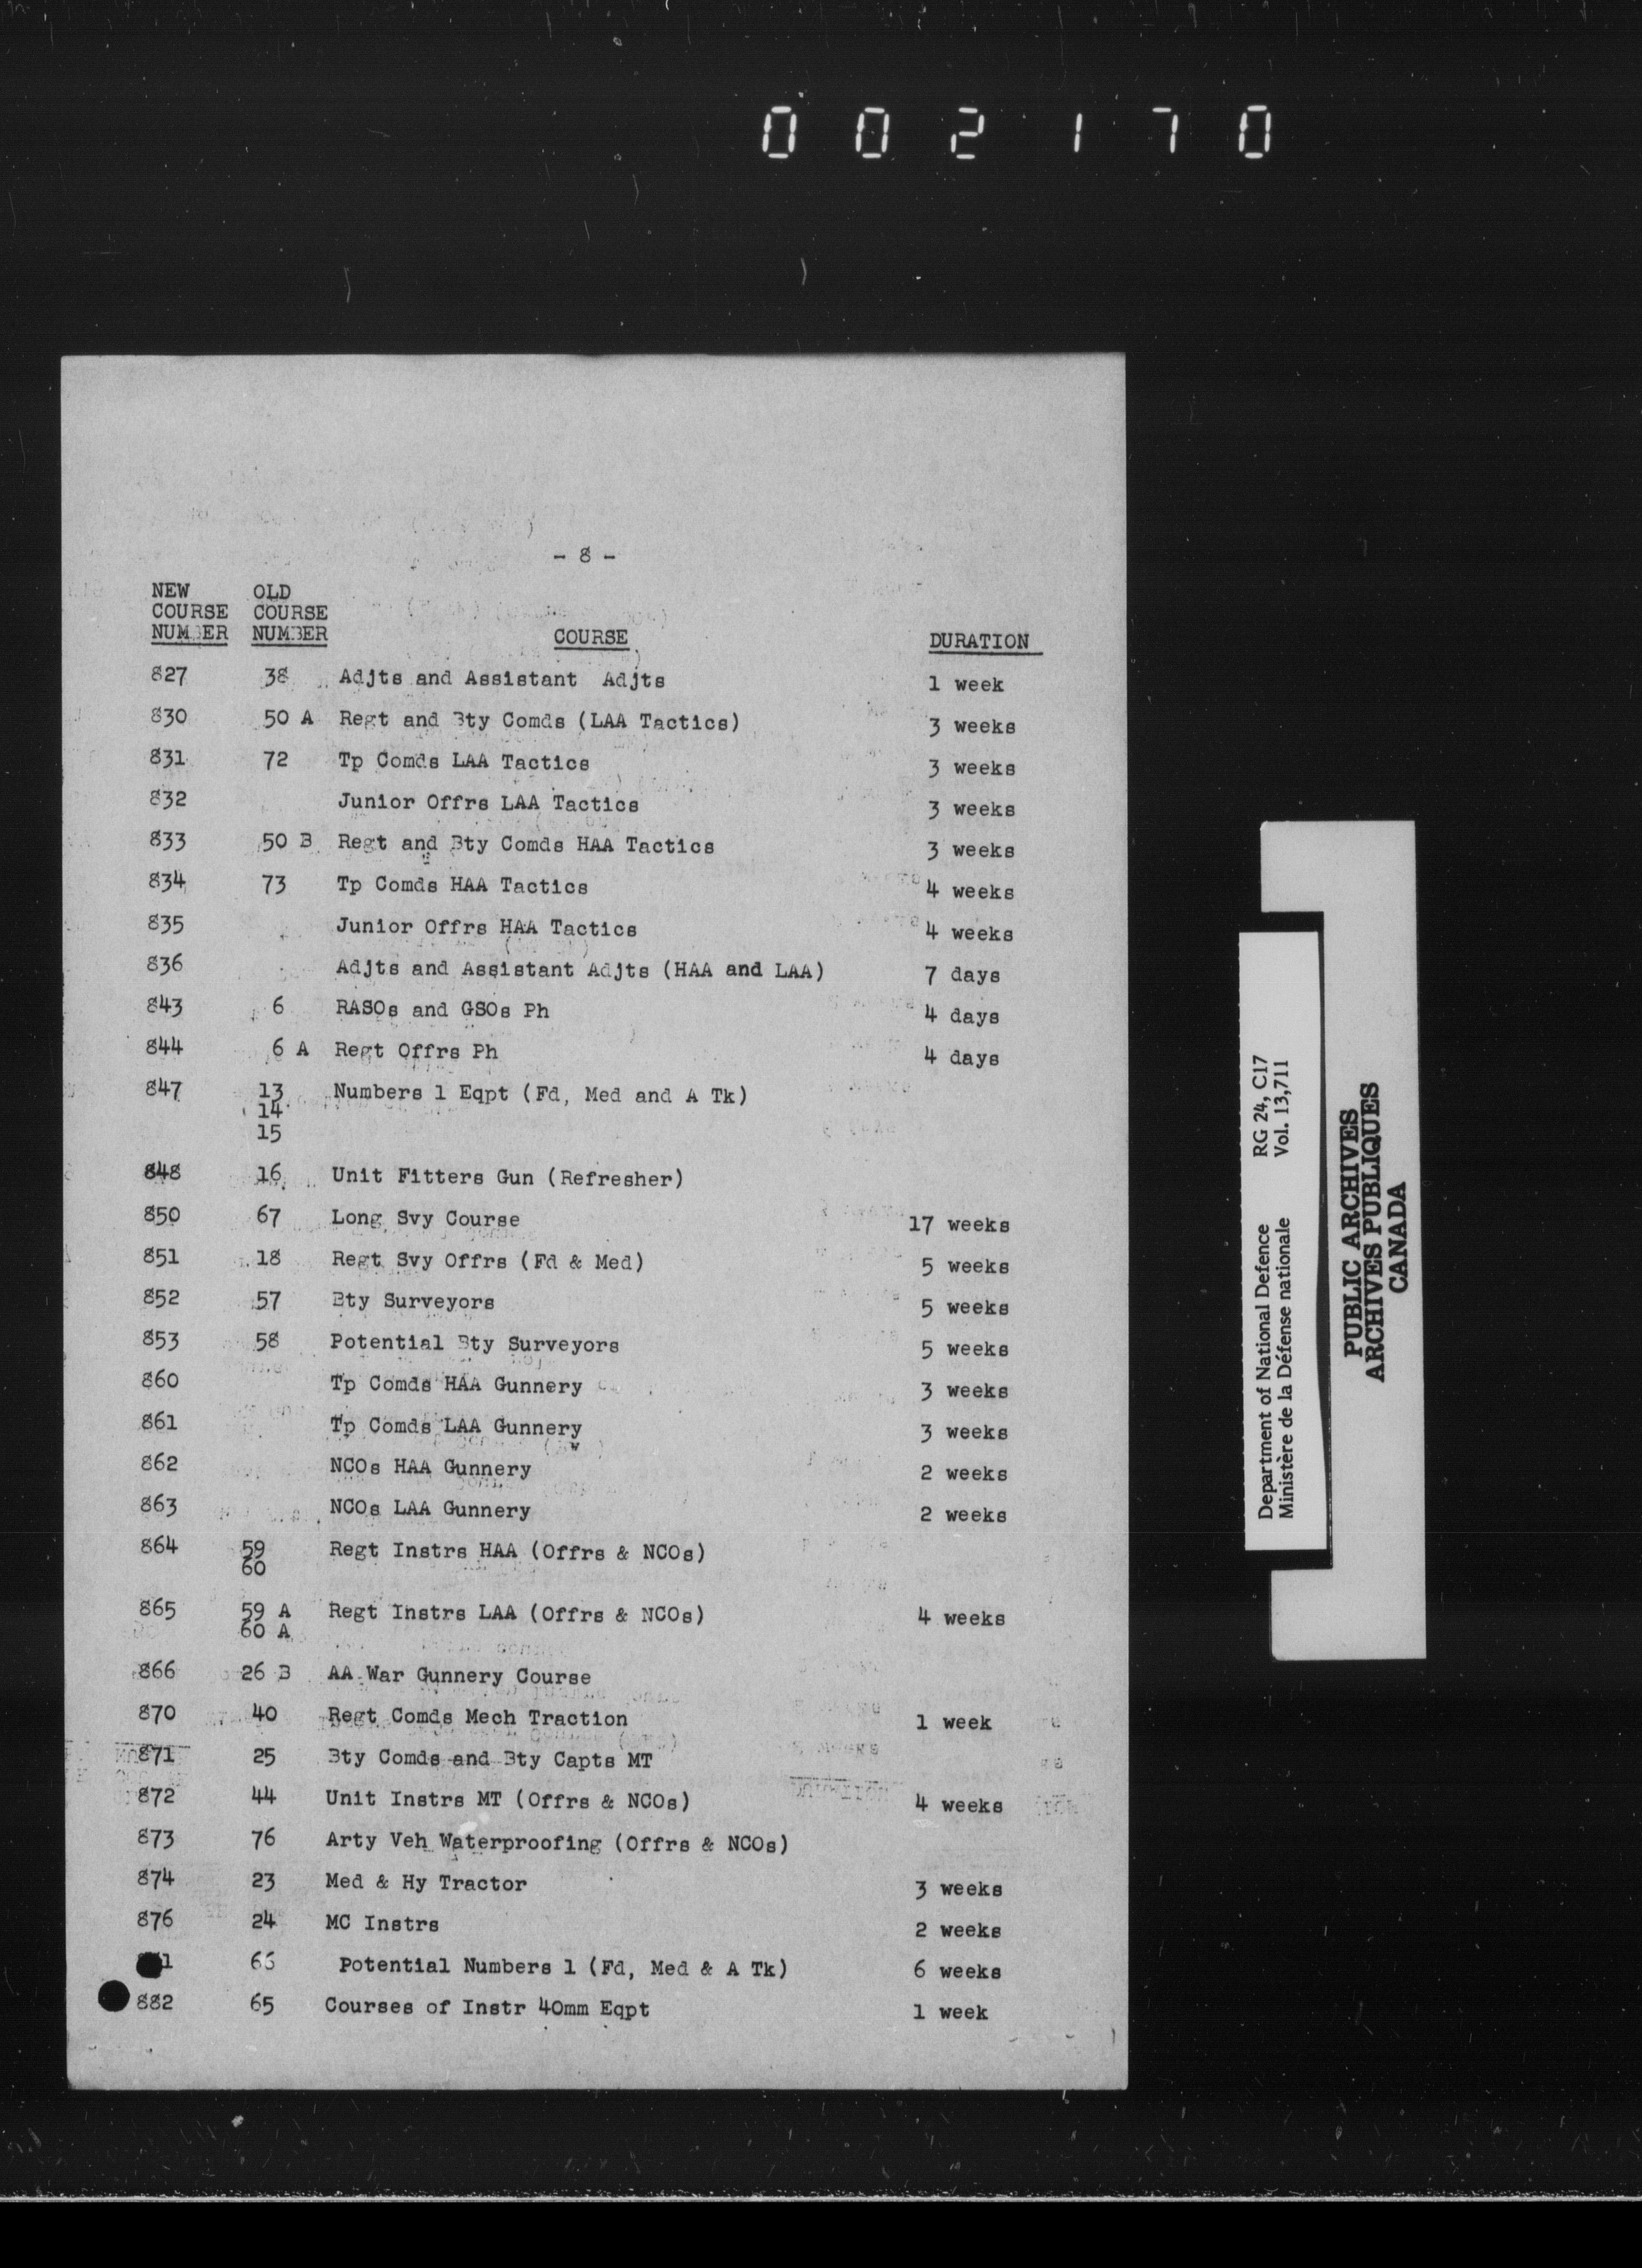 002170
- 8 -
NEW OLD
COURSE COURSE
NUMBER NUMBER COURSE DURATION
827 38 Adjts and Assistant Adjts 1 week
830 50 A Regt and Bty Comds (LAA Tactics) 3 weeks
831 72 Tp Comds LAA Tactics 3 weeks
832 Junior Offrs LAA Tactics 3 weeks
833 50 B Regt and Bty Comds HAA Tactics 3 weeks
834 73 Tp Comds HAA Tactics 4 weeks
835 Junior Offrs HAA Tactics 4 weeks
836 Adjts and Assistant Adjts (HAA and LAA) 7 days
843 6 RASOs and GSOs Ph 4 days
844 6 A Regt Offrs Ph 4 days
847 13 Numbers 1 Eqpt (Fd, Med and A Tk)
14
15
848 16 Unit Fitters Gun (Refresher)
850 67 Long Svy Course 17 weeks
851 18 Regt Svy Offrs (Fd & Med) 5 weeks
852 57 Bty Surveyors 5 weeks
853 58 Potential Bty Surveyors 5 weeks
860 Tp Comds HAA Gunnery 3 weeks
861 Tp Comds LAA Gunnery 3 weeks
862 NCOs HAA Gunnery 2 weeks
863 NCOs LAA Gunnery 2 weeks
864 59 Regt Instrs HAA (Offrs & NCOs)
60
865 59 A Regt Instrs LAA (Offrs & NCOs) 4 weeks
60 A
866 26 B AA War Gunnery Course
870 40 Regt Comds Mech Traction 1 week
871 25 Bty Comds and Bty Capts MT
872 44 Unit Instrs MT (Offrs & NCOs) 4 weeks
873 76 Arty Veh Waterproofing (Offrs & NCOs)
874 23 Med & Hy Tractor 3 weeks
876 24 MC Instrs 2 weeks
Potential Numbers 1 (Fd, Med & A Tk) 6 weeks
882 65 Courses of Instr 40mm Eqpt 1 week
Department of National Defence RG 24, C17
Ministère de la Défense nationale Vol. 13,711
PUBLIC ARCHIVES
ARCHIVES PUBLIQUES
CANADA